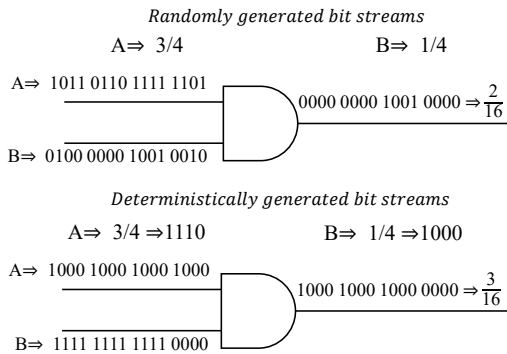 Randomly generated bit streams
A⇒ 3/4 B⇒ 1/4
A⇒ 1011 0110 1111 1101
0000 0000 1001 0000 ⇒ 2/16
B⇒ 0100 0000 1001 0010
Deterministically generated bit streams
A⇒ 3/4 ⇒1110 B⇒ 1/4 ⇒1000
A⇒ 1000 1000 1000 1000
1000 1000 1000 0000 ⇒ 3/16
B⇒ 1111 1111 1111 0000